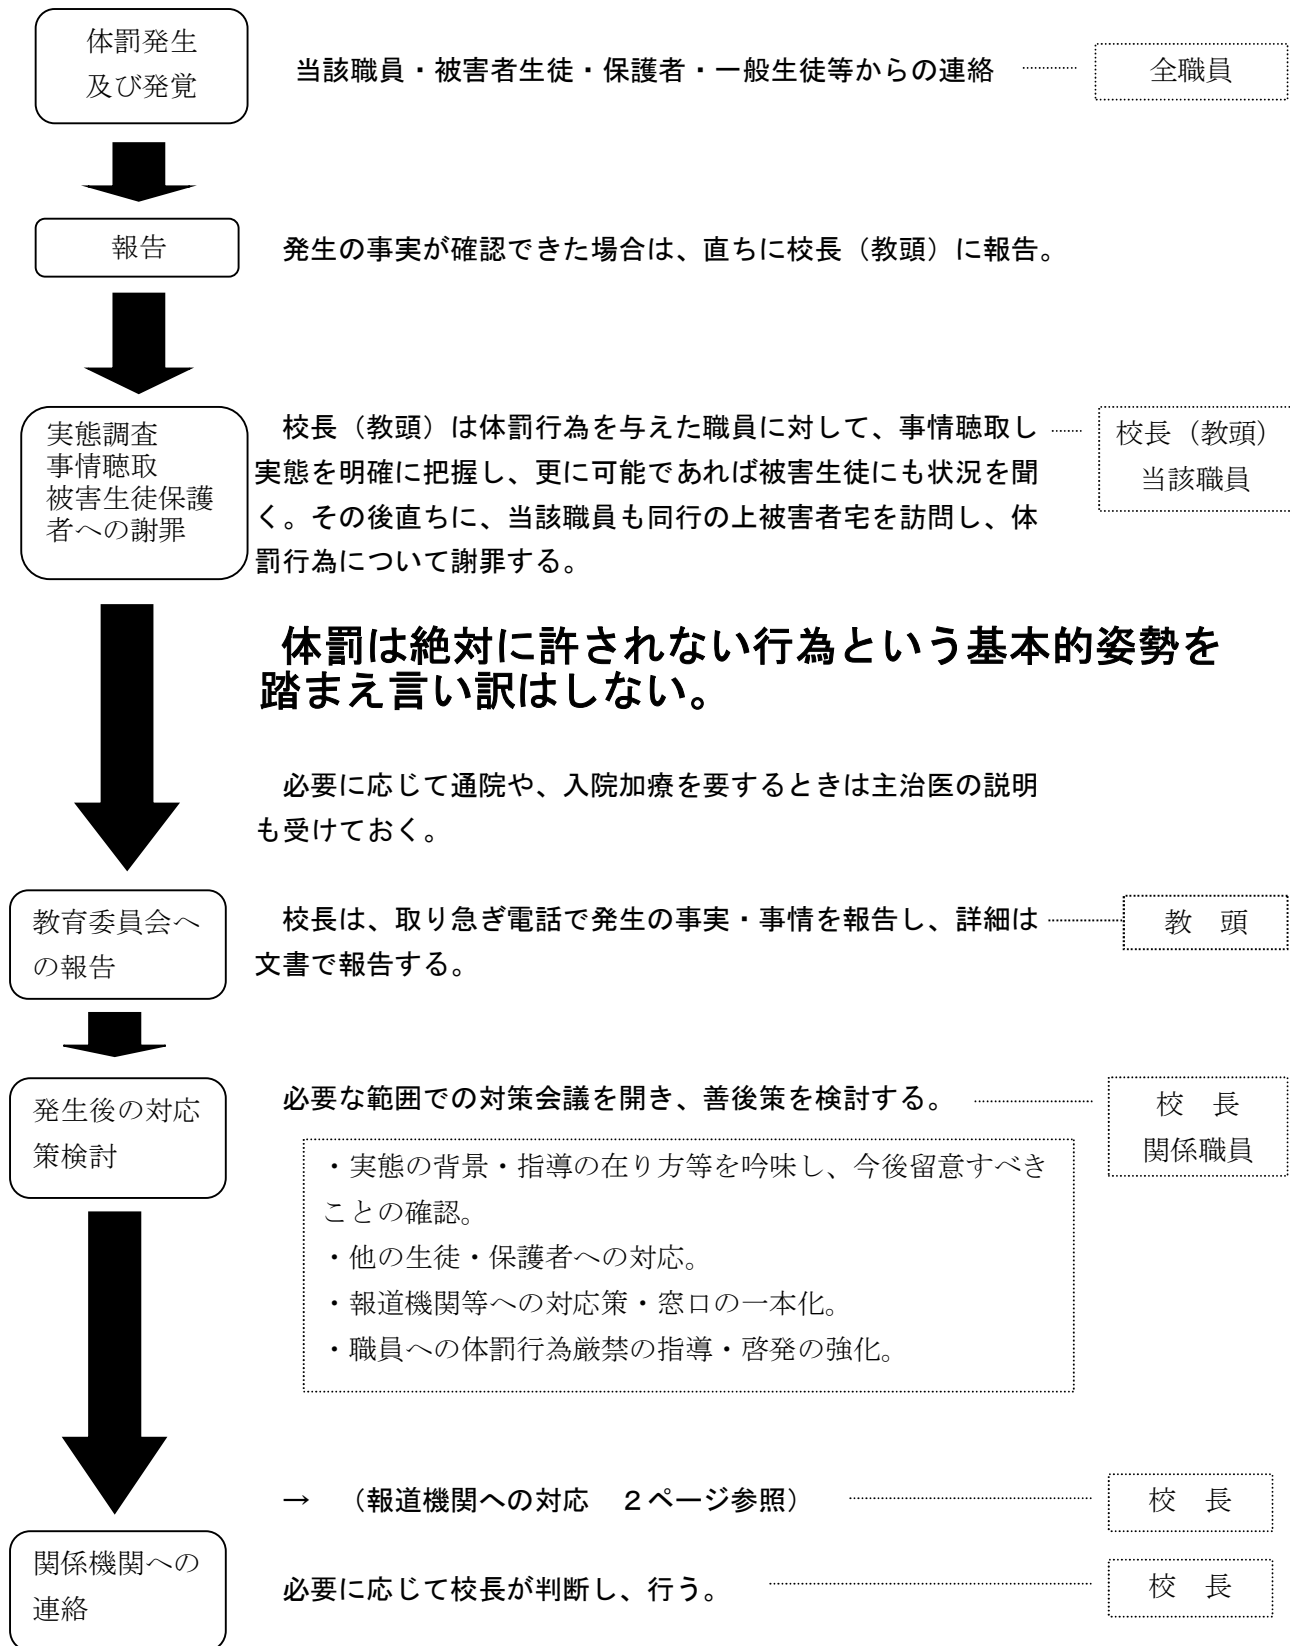 体罰発生
及び発覚
当該職員・被害者生徒・保護者・一般生徒等からの連絡
全職員
報告
発生の事実が確認できた場合は、直ちに校長（教頭）に報告。
実態調査
事情聴取
被害生徒保護
者への謝罪
校長（教頭）は体罰行為を与えた職員に対して、事情聴取し
実態を明確に把握し、更に可能であれば被害生徒にも状況を聞
く。その後直ちに、当該職員も同行の上被害者宅を訪問し、体
罰行為について謝罪する。
校長（教頭）
当該職員
体罰は絶対に許されない行為という基本的姿勢を
踏まえ言い訳はしない。
必要に応じて通院や、入院加療を要するときは主治医の説明
も受けておく。
教育委員会へ
の報告
校長は、取り急ぎ電話で発生の事実・事情を報告し、詳細は
文書で報告する。
教　頭
発生後の対応
策検討
必要な範囲での対策会議を開き、善後策を検討する。
校　長
関係職員
・実態の背景・指導の在り方等を吟味し、今後留意すべき
ことの確認。
・他の生徒・保護者への対応。
・報道機関等への対応策・窓口の一本化。
・職員への体罰行為厳禁の指導・啓発の強化。
→　（報道機関への対応　２ページ参照）
校　長
関係機関への
連絡
必要に応じて校長が判断し、行う。
校　長